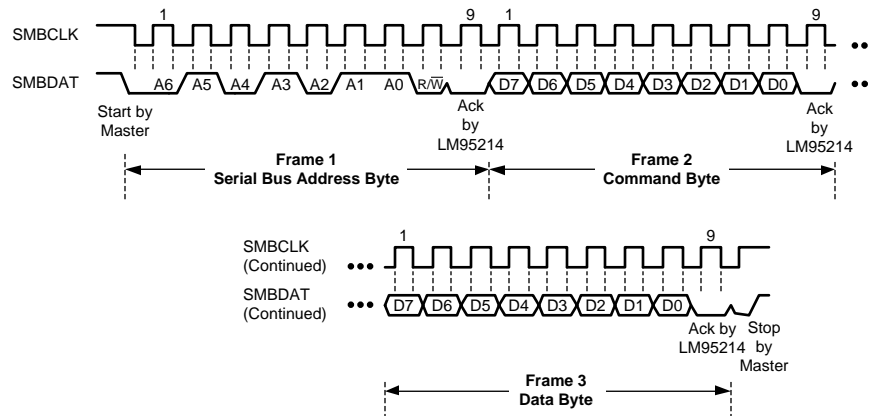 1 9 1 9
SMBCLK
SMBDAT
A6 A5 A4 A3 A2 A1 A0 R/W̅ D7 D6 D5 D4 D3 D2 D1 D0
Start by
Master
Ack
by
LM95214
Ack
by
LM95214
Frame 1
Serial Bus Address Byte
Frame 2
Command Byte
1 9
SMBCLK
(Continued)
SMBDAT
(Continued)
D7 D6 D5 D4 D3 D2 D1 D0
Ack by
LM95214
Stop
by
Master
Frame 3
Data Byte